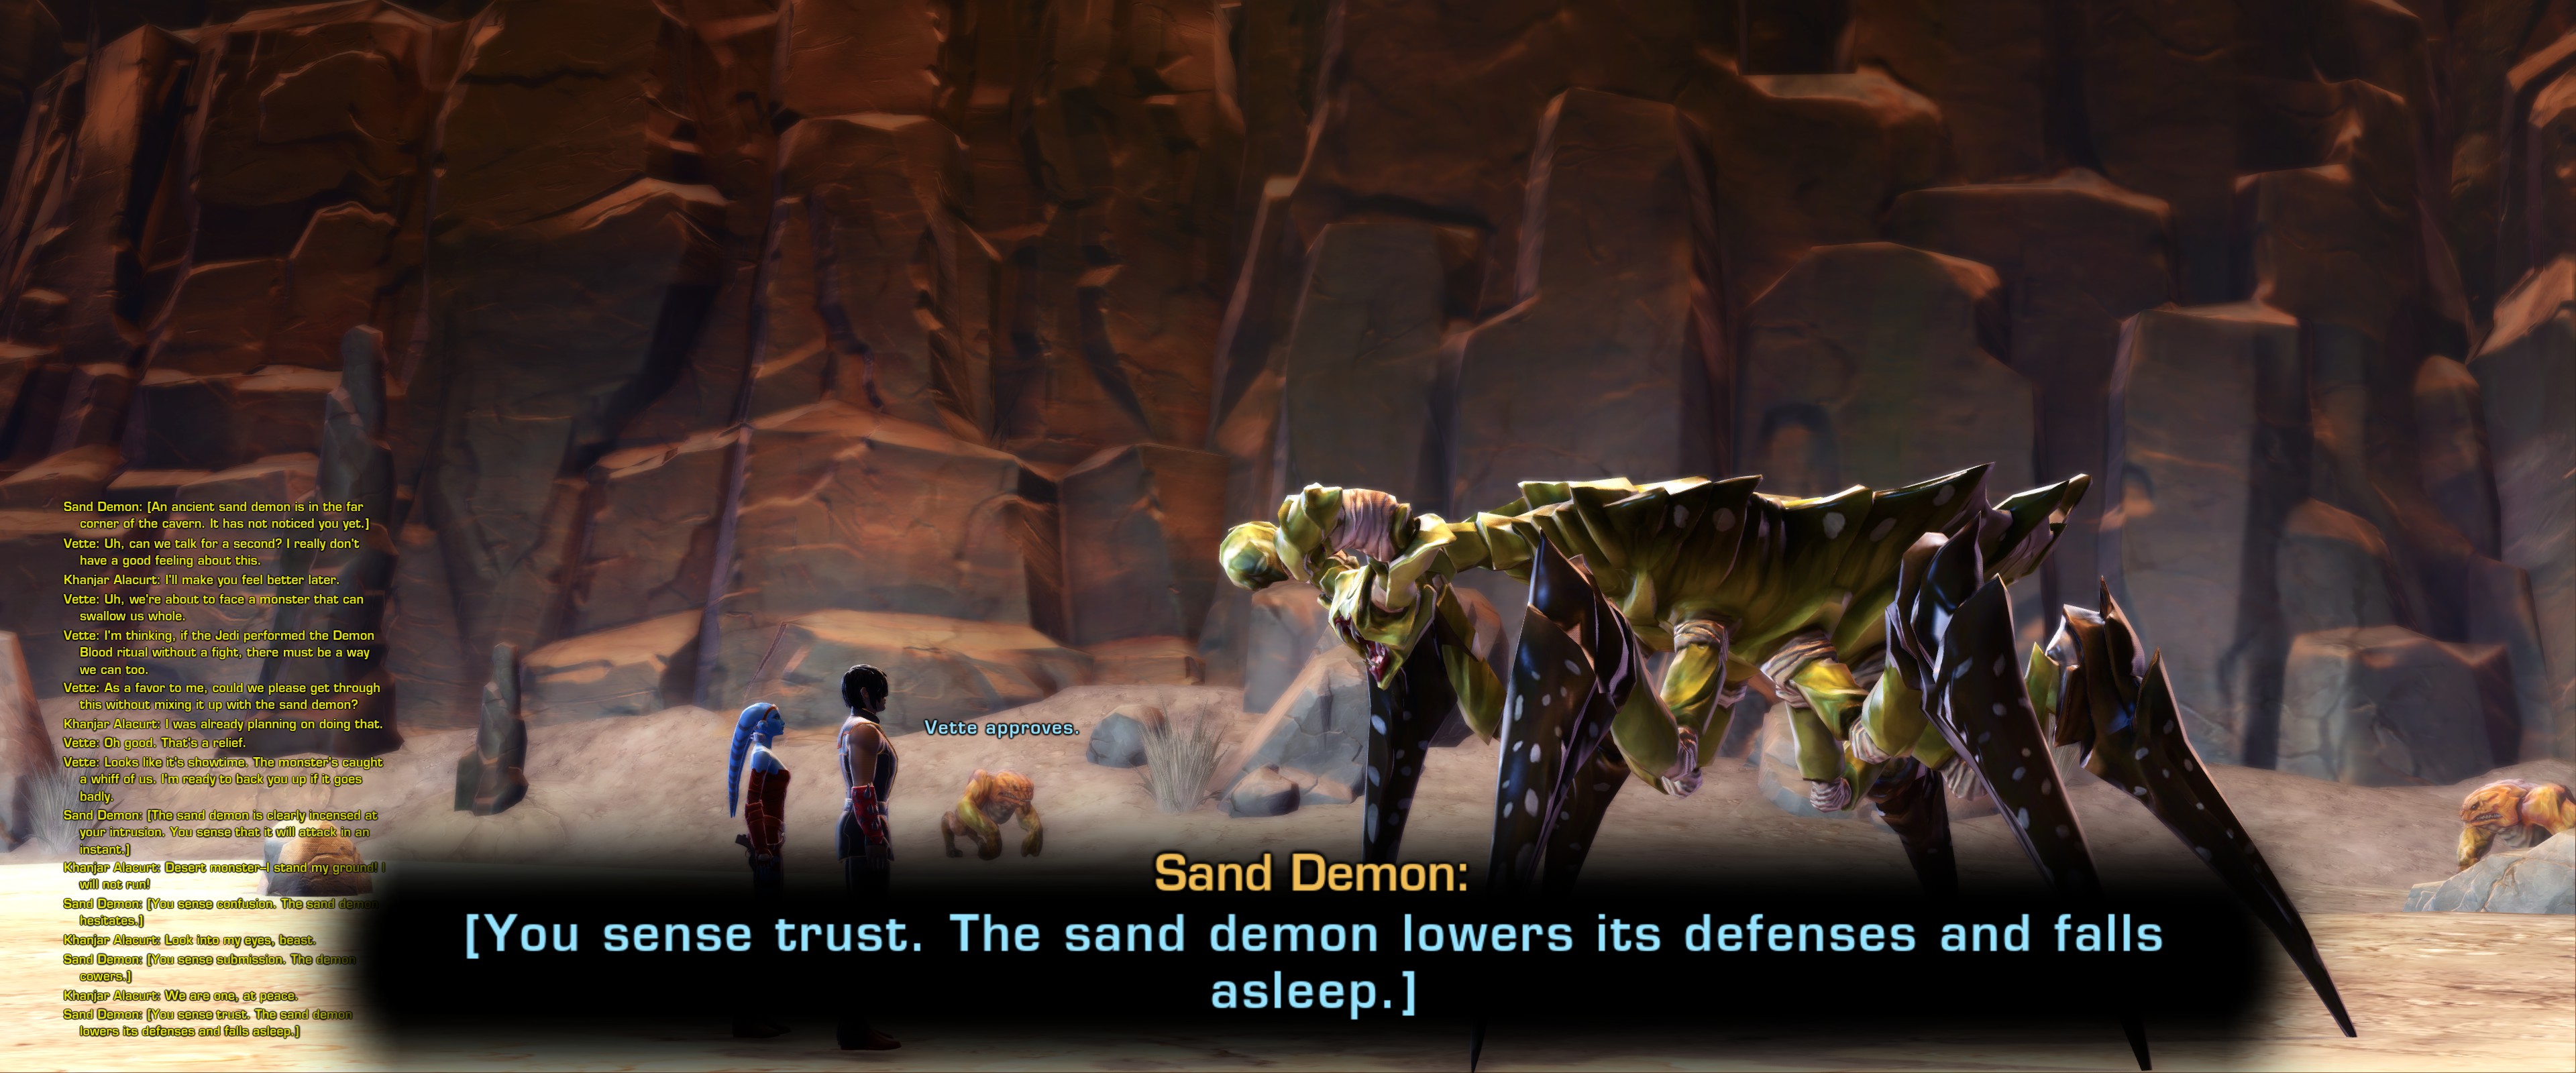 Sand Demon: [An ancient sand demon is in the far
corner of the cavern. It has not noticed you yet.]
Vette: Uh, can we talk for a second? I really don't
have a good feeling about this.
Khanjar Alacurt: I'll make you feel better later.
Vette: Uh, we're about to face a monster that can
swallow us whole.
Vette: I'm thinking, if the Jedi performed the Demon
Blood ritual without a fight, there must be a way
we can too.
Vette: As a favor to me, could we please get through
this without mixing it up with the sand demon?
Khanjar Alacurt: I was already planning on doing that.
Vette: Oh good. That's a relief.
Vette: Looks like it's showtime. The monster's caught
a whiff of us. I'm ready to back you up if it goes
badly.
Sand Demon: [The sand demon is clearly incensed at
your intrusion. You sense that it will attack in an
instant.]
Khanjar Alacurt: Desert monster–I stand my ground! I
will not run!
Sand Demon: [You sense confusion. The sand demon
hesitates.]
Khanjar Alacurt: Look into my eyes, beast.
Sand Demon: [You sense submission. The demon
cowers.]
Khanjar Alacurt: We are one, at peace.
Sand Demon: [You sense trust. The sand demon
lowers its defenses and falls asleep.]
Vette approves.
Sand Demon:
[You sense trust. The sand demon lowers its defenses and falls
asleep.]